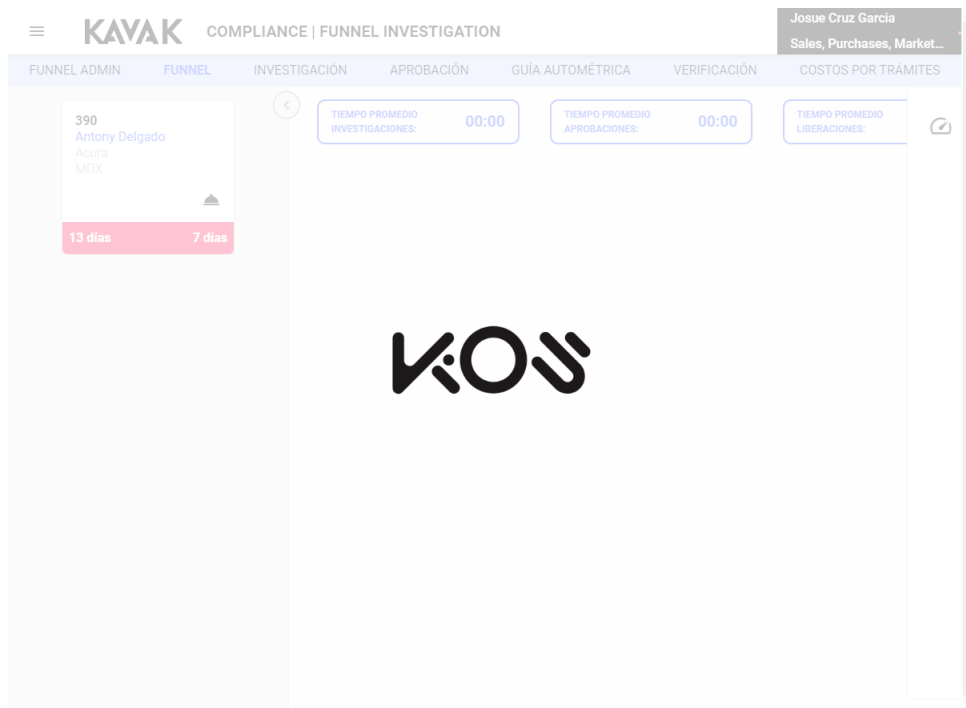 KAVAK
COMPLIANCE | FUNNEL INVESTIGATION
Josue Cruz Garcia
Sales, Purchases, Market...
FUNNEL ADMIN
FUNNEL
INVESTIGACIÓN
APROBACIÓN
GUÍA AUTOMÉTRICA
VERIFICACIÓN
COSTOS POR TRÁMITES
390
Antony Delgado
Acura
MDX
13 días
7 días
TIEMPO PROMEDIO
INVESTIGACIONES:
00:00
TIEMPO PROMEDIO
APROBACIONES:
00:00
TIEMPO PROMEDIO
LIBERACIONES:
KOS